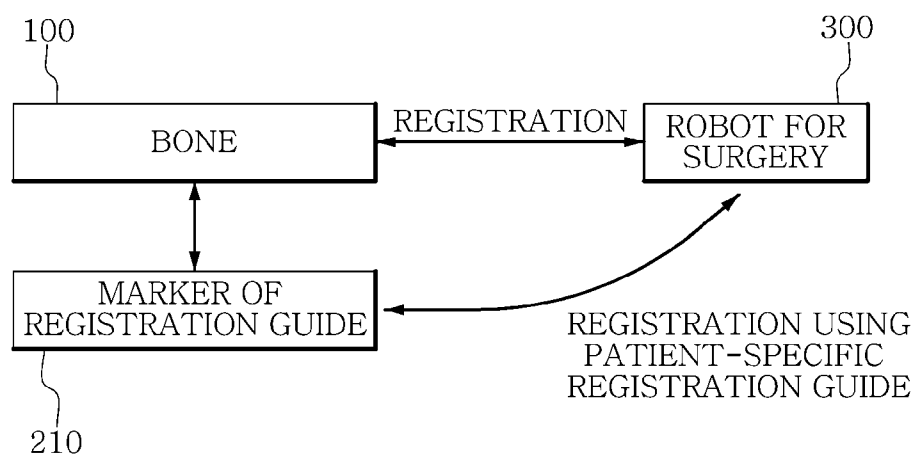 100
300
BONE
REGISTRATION
ROBOT FOR
SURGERY
MARKER OF
REGISTRATION GUIDE
REGISTRATION USING
PATIENT-SPECIFIC
REGISTRATION GUIDE
210